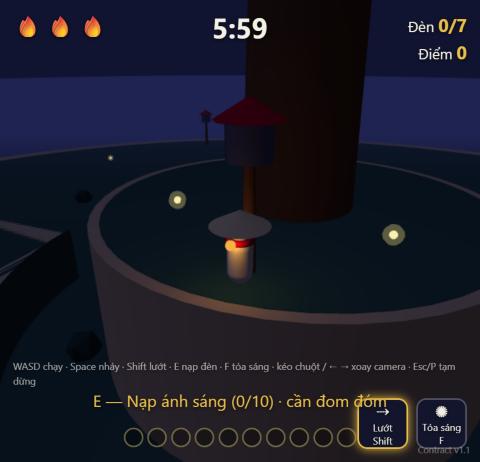 5:59
Đèn 0/7
Điểm 0
WASD chạy · Space nhảy · Shift lướt · E nạp đèn · F tỏa sáng · kéo chuột / ← → xoay camera · Esc/P tạm
dừng
E — Nạp ánh sáng (0/10) · cần đom đóm
→
Lướt
Shift
Tỏa sáng
F
Contract v1.1